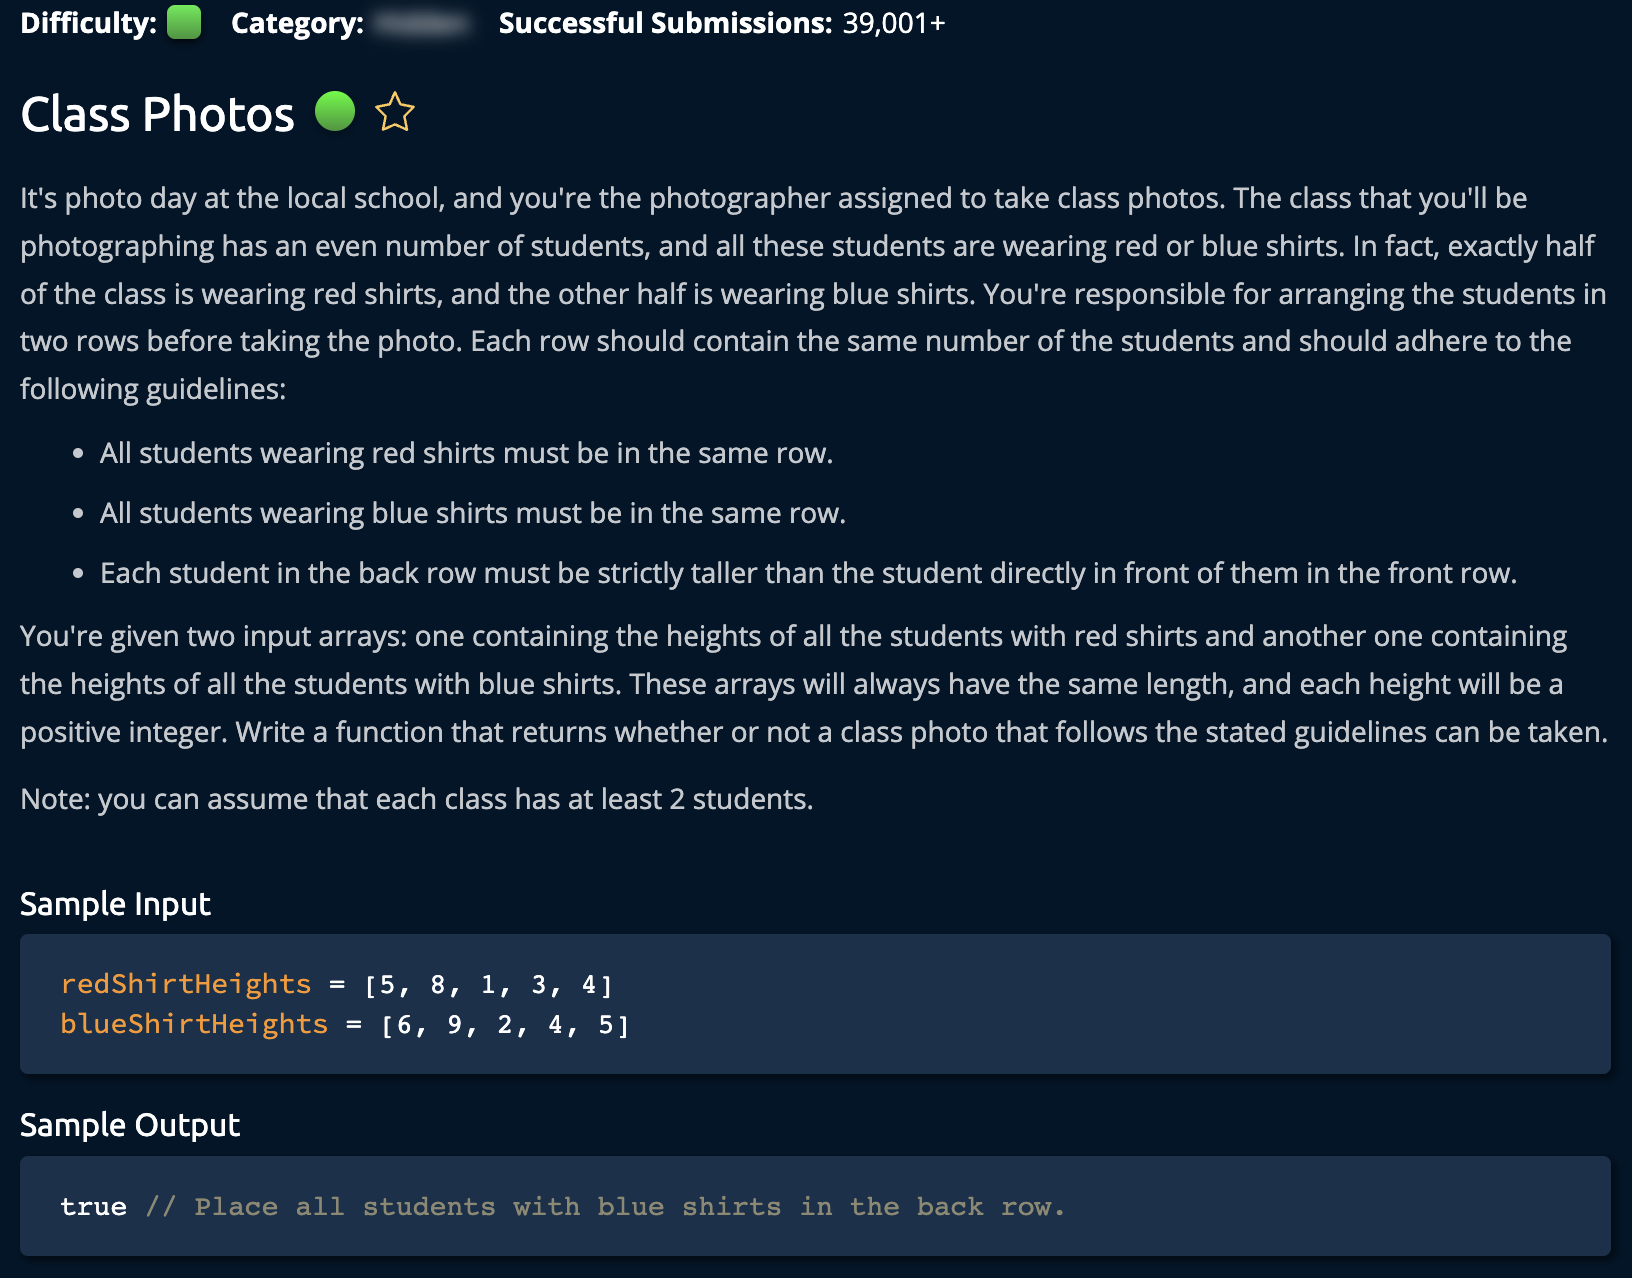 Difficulty: Category: Successful Submissions: 39,001+
Class Photos
It's photo day at the local school, and you're the photographer assigned to take class photos. The class that you'll be
photographing has an even number of students, and all these students are wearing red or blue shirts. In fact, exactly half
of the class is wearing red shirts, and the other half is wearing blue shirts. You're responsible for arranging the students in
two rows before taking the photo. Each row should contain the same number of the students and should adhere to the
following guidelines:
• All students wearing red shirts must be in the same row.
• All students wearing blue shirts must be in the same row.
• Each student in the back row must be strictly taller than the student directly in front of them in the front row.
You're given two input arrays: one containing the heights of all the students with red shirts and another one containing
the heights of all the students with blue shirts. These arrays will always have the same length, and each height will be a
positive integer. Write a function that returns whether or not a class photo that follows the stated guidelines can be taken.
Note: you can assume that each class has at least 2 students.
Sample Input
redShirtHeights = [5, 8, 1, 3, 4]
blueShirtHeights = [6, 9, 2, 4, 5]
Sample Output
true // Place all students with blue shirts in the back row.